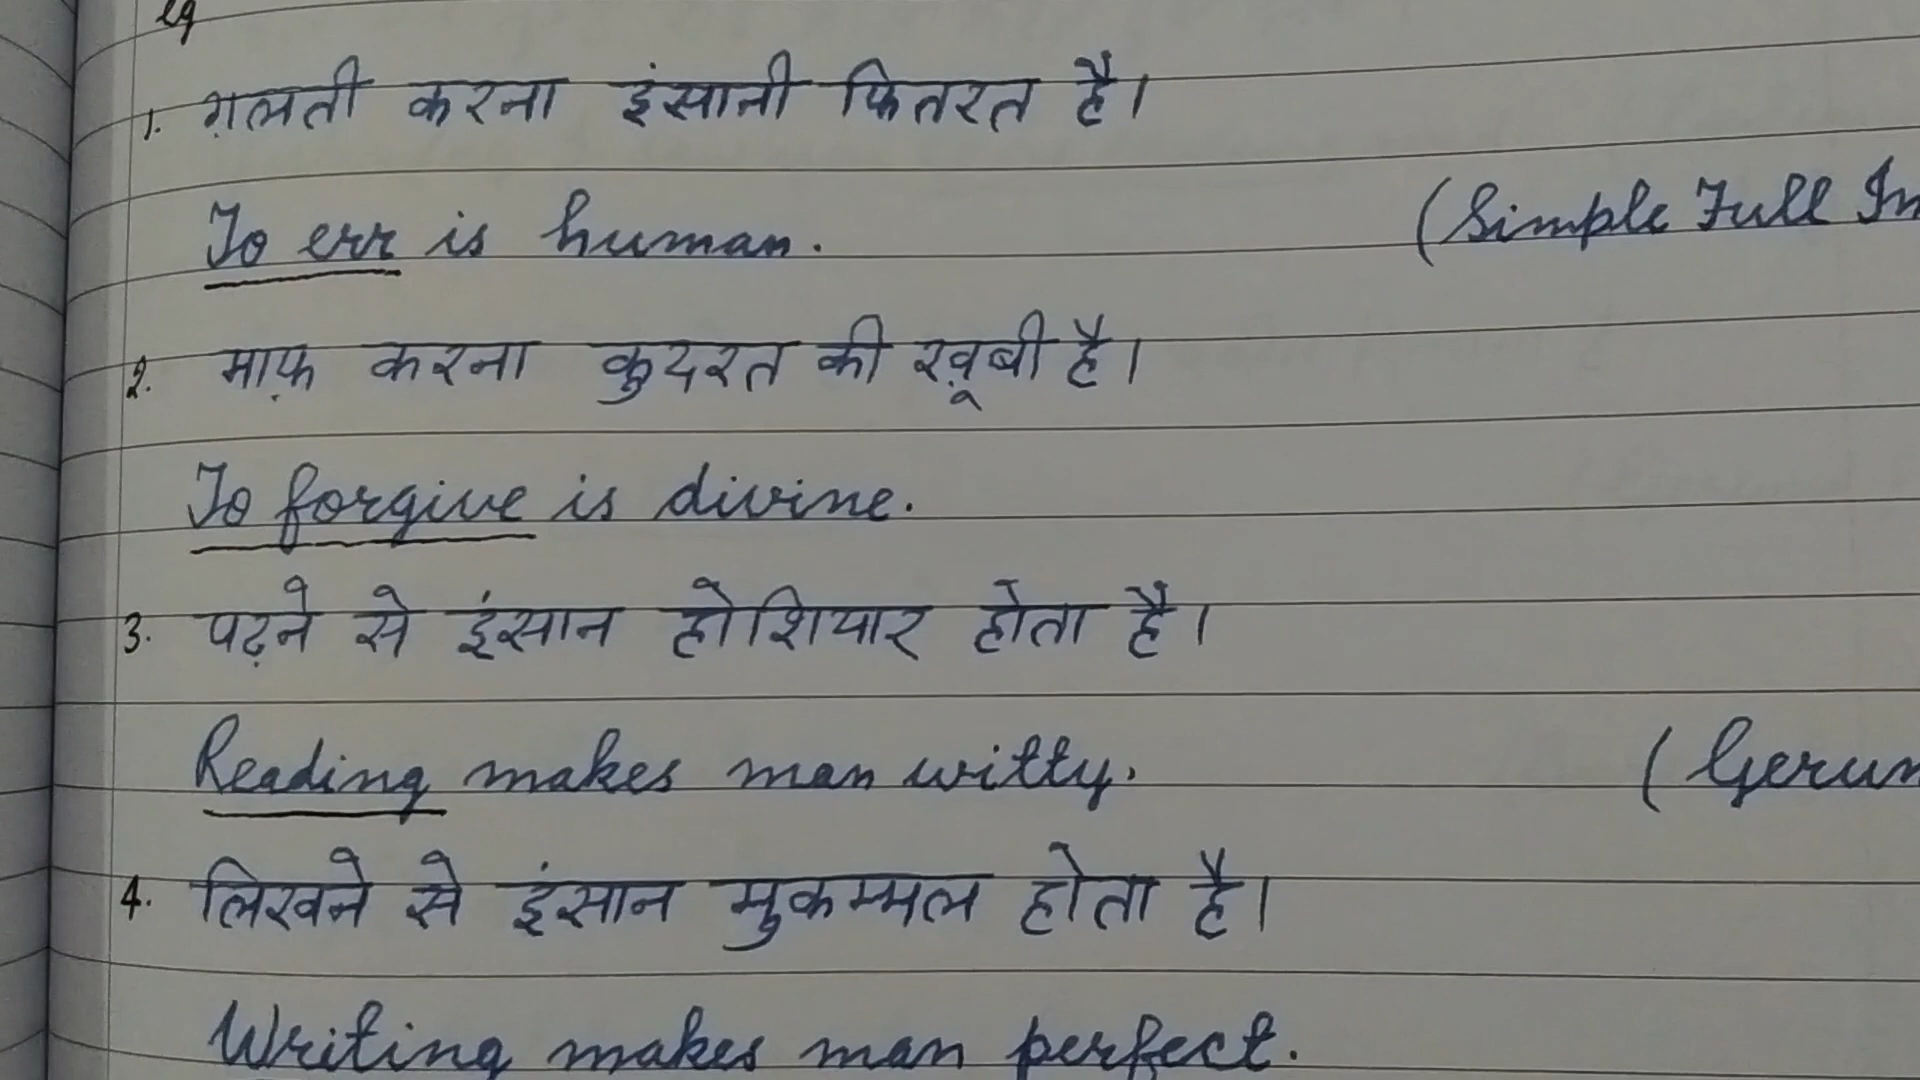 eg
1. ग़लती करना इंसानी फितरत है।
To err is human. (Simple Full In
2. माफ़ करना कुदरत की ख़ूबी है।
To forgive is divine.
3. पढ़ने से इंसान होशियार होता है।
Reading makes man witty. (Gerun
4. लिखने से इंसान मुकम्मल होता है।
Writing makes man perfect.